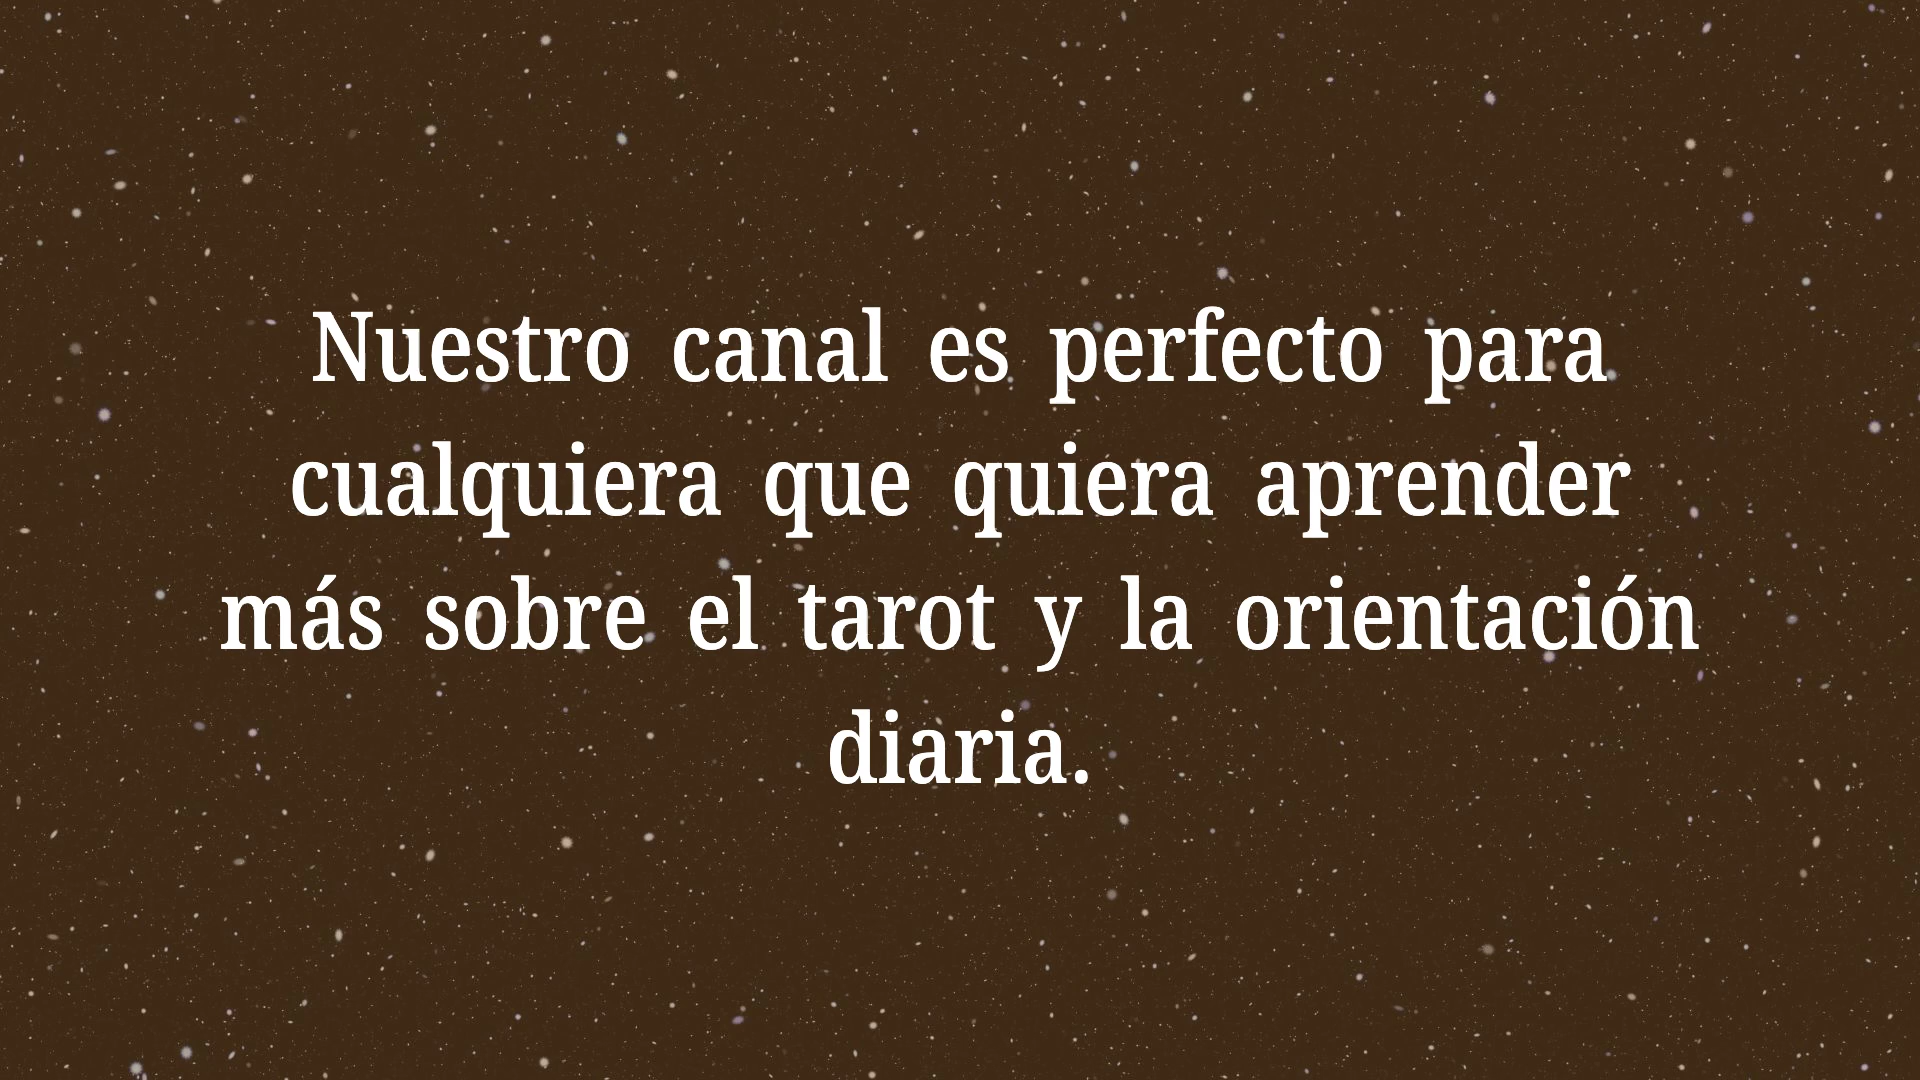 Nuestro canal es perfecto para
cualquiera que quiera aprender
más sobre el tarot y la orientación
diaria.